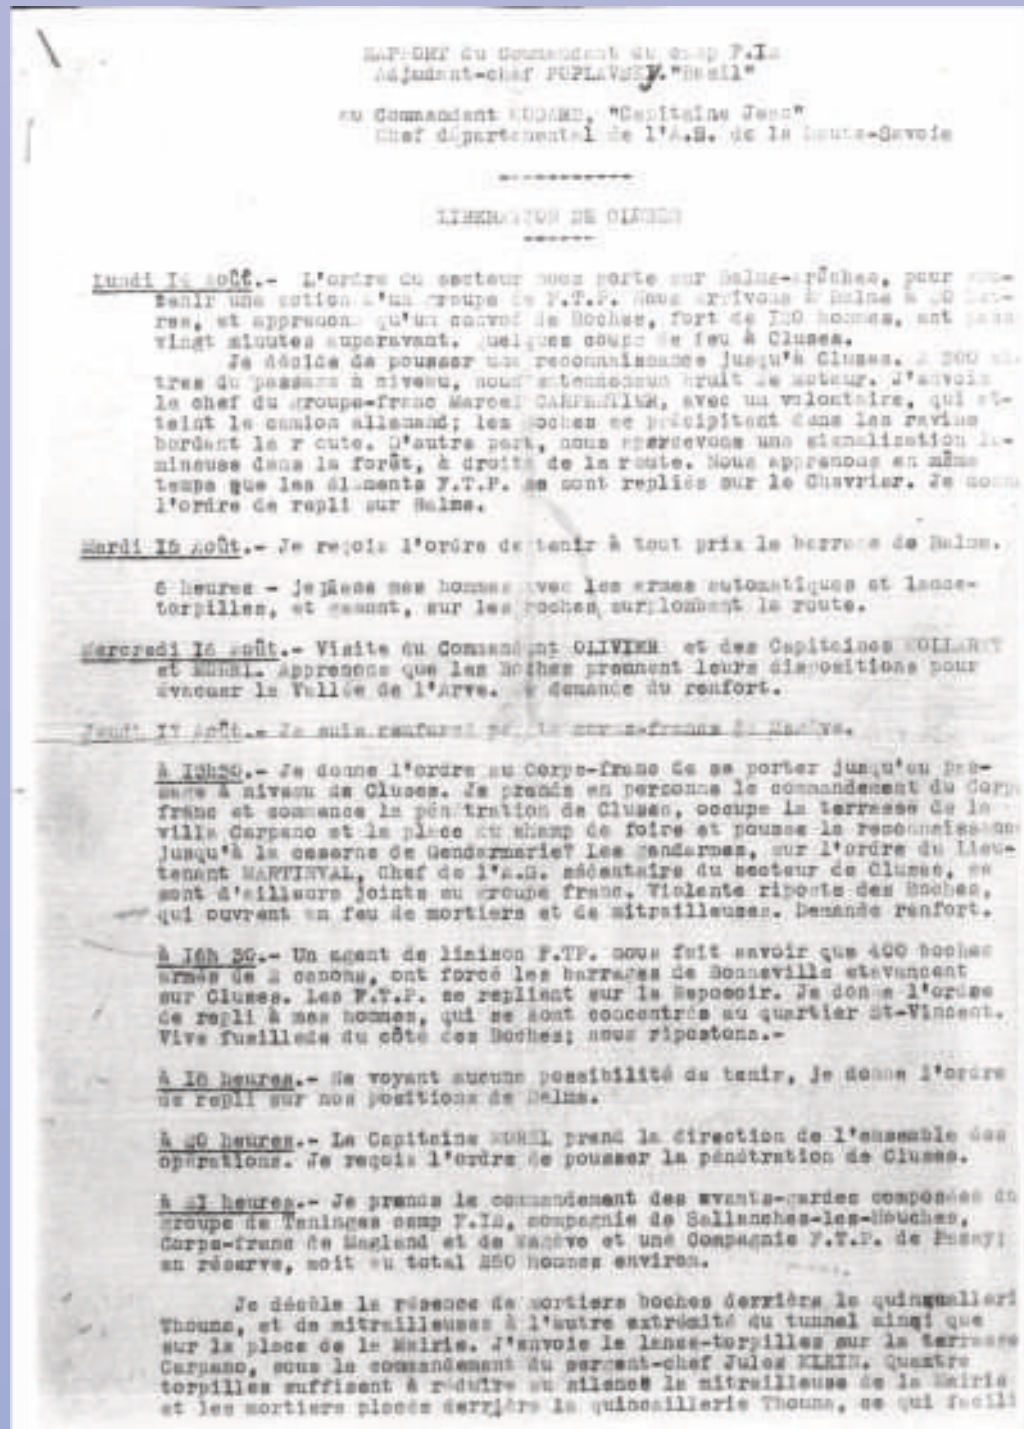 RAPPORT du Commandant du camp F.I
Adjudant-chef POPLAVSKY. "Basil"
au Commandant "Capitaine Jean"
Chef départemental de l'A.S. de la Haute-Savoie
LIBERATION DE CLUSES
Lundi 14 Août.- L'ordre du secteur nous porte sur Balme-Arâches, pour
tenir une action d'un groupe de F.T.P. Nous arrivons à Balme à
res, et apprenons qu'un convoi de Boches, fort de hommes, ont
vingt minutes auparavant. Quelques coups de feu à Cluses.
Je décide de pousser une reconnaissance jusqu'à Cluses. A
tres du passage à niveau, nous entendons un bruit de moteur. J'envoie
le chef du groupe-franc Marcel CARPENTIER, avec un volontaire, qui at-
teint le camion allemand; les Boches se précipitent dans les ravins
bordant la r oute. D'autre part, nous apercevons une signalisation lu-
mineuse dans la forêt, à droite de la route. Nous apprenons en même
temps que les éléments F.T.P. se sont repliés sur le Chavrier. Je
l'ordre de repli sur Balme.
Mardi 15 Août.- Je reçois l'ordre de tenir à tout prix le barrage de Balme.
6 heures - je place mes hommes avec les armes automatiques et lance-
torpilles, et gamont, sur les roches surplombant la route.
Mercredi 16 Août.- Visite du Commandant OLIVIER et des Capitaines
et MOREL. Apprenons que les Boches prennent leurs dispositions pour
évacuer la Vallée de l'Arve. Je demande du renfort.
Jeudi 17 Août.- Je suis renforcé par le corps-francs de Megève.
À Je donne l'ordre au Corps-franc de se porter jusqu'au pas-
sage à niveau de Cluses. Je prends en personne le commandement du Corps
franc et commence la pénétration de Cluses, occupe la terrasse de la
villa Carpano et la place du champ de foire et pousse la reconnaissance
jusqu'à la caserne de Gendarmerie? Les gendarmes, sur l'ordre du Lieu-
tenant MARTINVAL, Chef de l'A.S. sédentaire du secteur de Cluses, se
sont d'ailleurs joints au groupe franc. Violente riposte des Boches,
qui ouvrent un feu de mortiers et de mitrailleuses. Demande renfort.
À 16h 30.- Un agent de liaison F.TP. nous fait savoir que 400 boches
armés de 2 canons, ont forcé les barrages de Bonneville etavancent
sur Cluses. Les F.T.P. se replient sur le Reposoir. Je donne l'ordre
de repli à mes hommes, qui se sont concentrés au quartier St-Vincent.
Vive fusillade du côté des Boches; nous ripostons.-
À heures.- Ne voyant aucune possibilité de tenir, je donne l'ordre
de repli sur nos positions de Balme.
À 20 heures.- Le Capitaine MOREL prend la direction de l'ensemble des
opérations. Je reçois l'ordre de pousser la pénétration de Cluses.
À 21 heures.- Je prends le commandement des avants-gardes composées du
groupe de Taninges camp compagnie de Sallanches-les-Houches,
Corps-franc de Magland et de Megève et une Compagnie F.T.P. de Passy;
en réserve, soit au total 250 hommes environ.
Je décèle la présence de mortiers boches derrière la quinqualleri
Thouns, et de mitrailleuses à l'autre extrémité du tunnel ainsi que
sur la place de la Mairie. J'envoie le lance-torpilles sur la terrasse
Carpano, sous le commandement du sergent-chef Jules KLEIN. Quatre
torpilles suffisent à réduire au silence la mitrailleuse de la Mairie
et les mortiers placés derrière la quincaillerie Thouns, ce qui facili